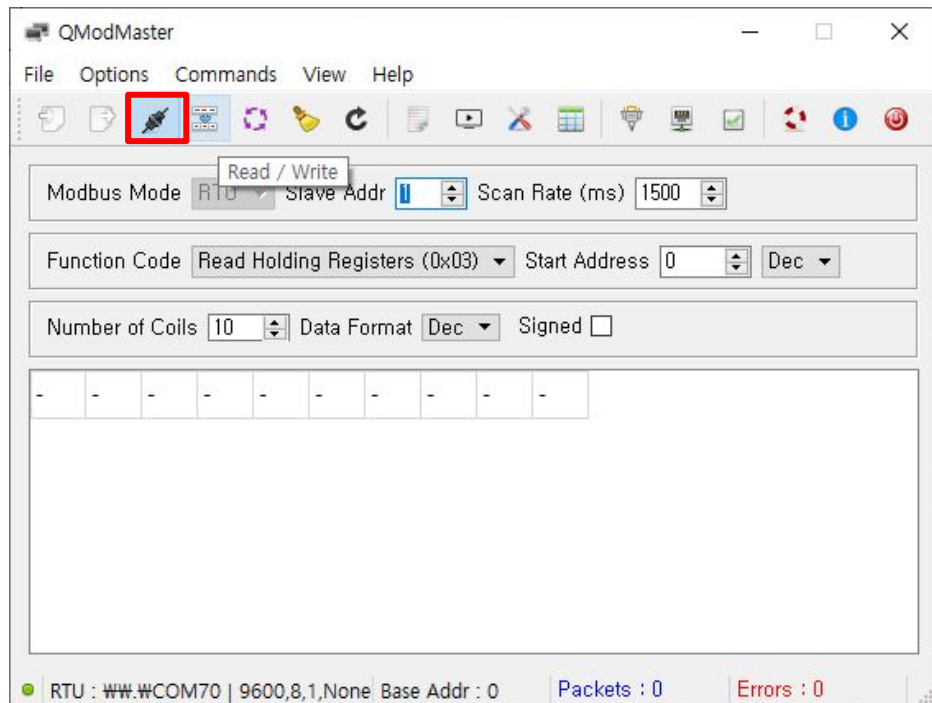 QModMaster
File Options Commands View Help
Read / Write
Modbus Mode RTU Slave Addr 1 Scan Rate (ms) 1500
Function Code Read Holding Registers (0x03) Start Address 0 Dec
Number of Coils 10 Data Format Dec Signed
- - - - - - - - - -
RTU : ₩₩.₩COM70 | 9600,8,1,None Base Addr : 0 Packets : 0 Errors : 0